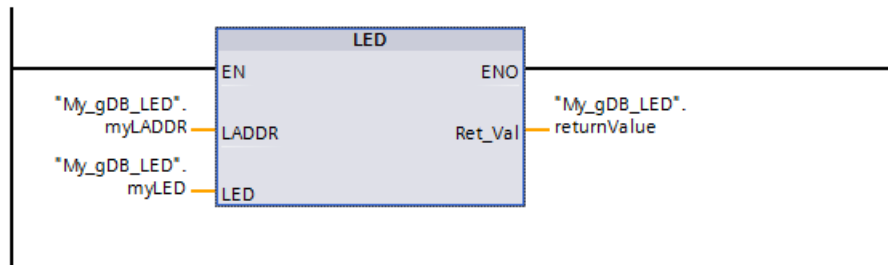 LED
EN ENO
"My_gDB_LED".
myLADDR
LADDR
Ret_Val
"My_gDB_LED".
returnValue
"My_gDB_LED".
myLED
LED